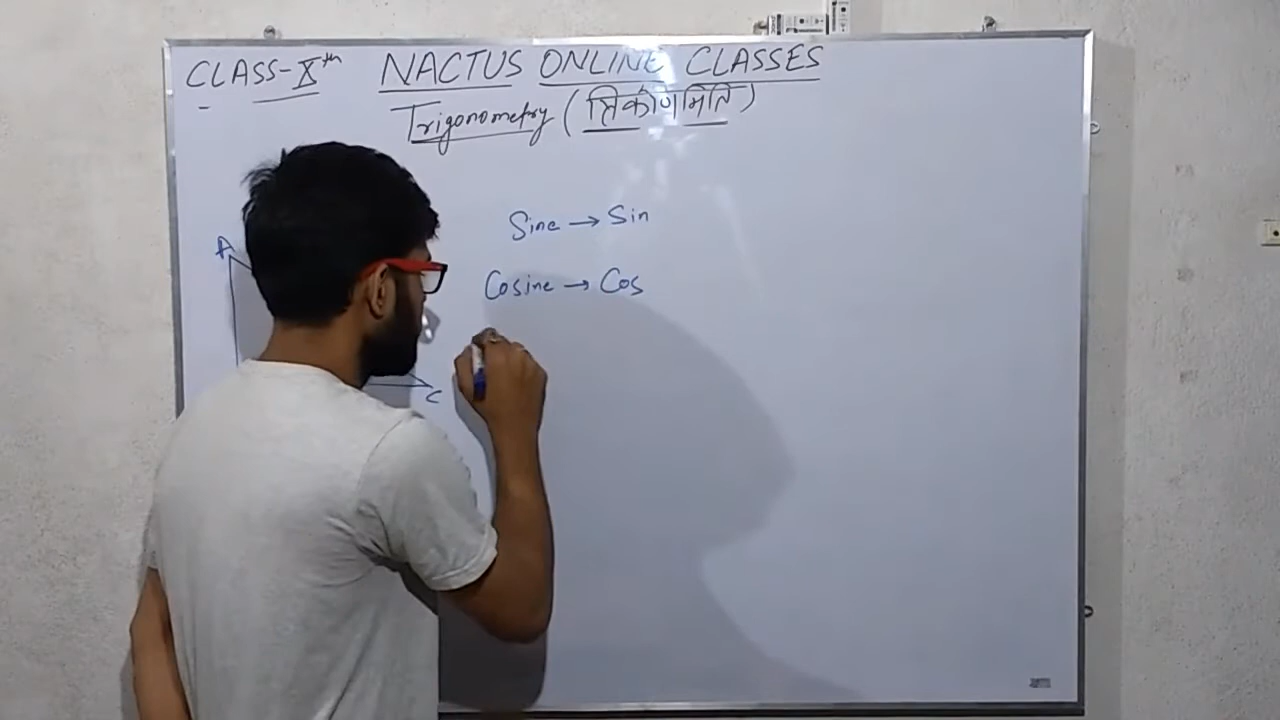 CLASS-Xth NACTUS ONLINE CLASSES
Trigonometry (त्रिकोणमिति)
Sine → Sin
A
Cosine → Cos
C